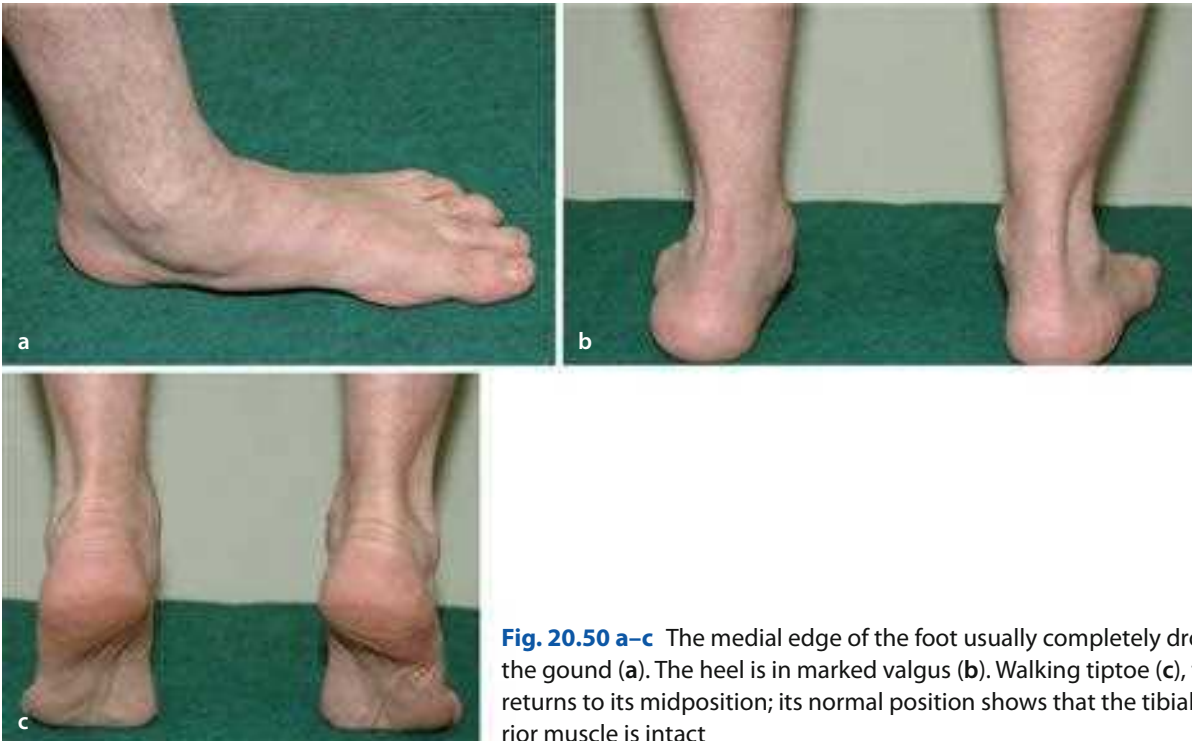 a
b
c
Fig. 20.50 a–c The medial edge of the foot usually completely dr
the gound (a). The heel is in marked valgus (b). Walking tiptoe (c),
returns to its midposition; its normal position shows that the tibial
rior muscle is intact